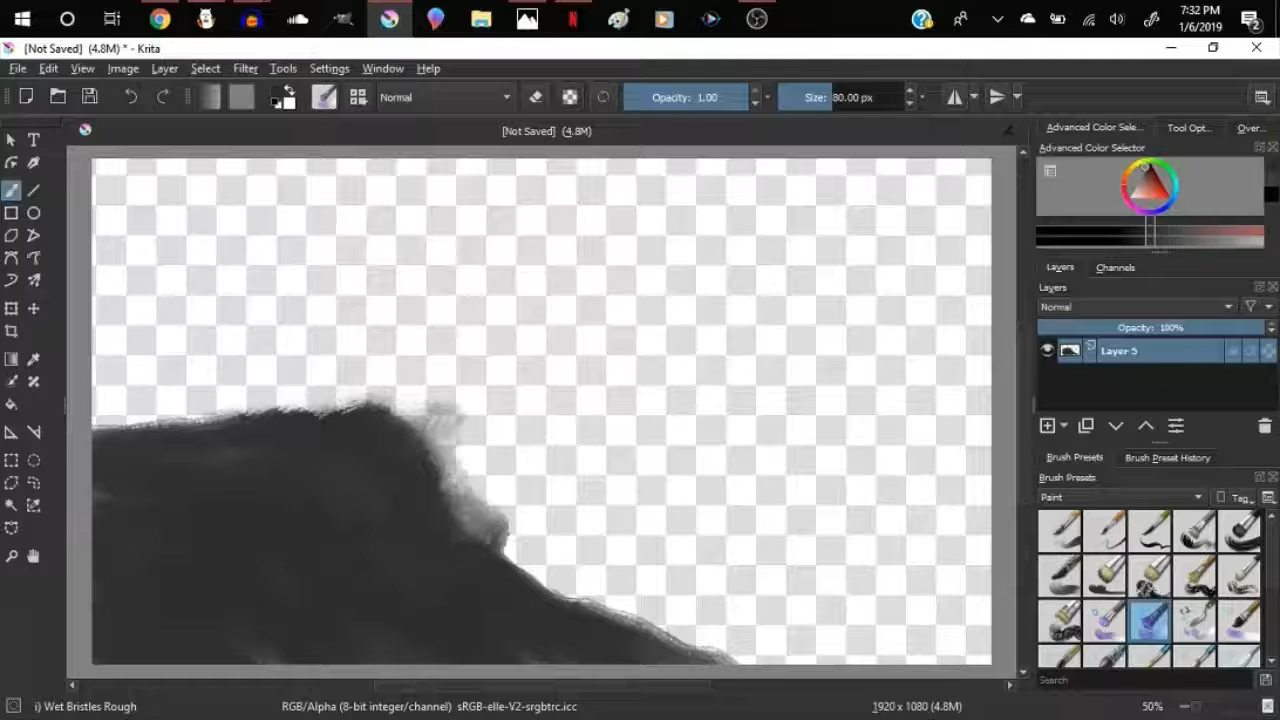 7:32 PM
1/6/2019
2
[Not Saved] (4.8M) * - Krita
File Edit View Image Layer Select Filter Tools Settings Window Help
Normal Opacity: 1.00 Size: 80.00 px
[Not Saved] (4.8M)
Advanced Color Sele... Tool Opt... Over...
Advanced Color Selector
Layers Channels
Layers
Normal
Opacity: 100%
Layer 5
Brush Presets Brush Preset History
Brush Presets
Paint Tag
Search
i) Wet Bristles Rough RGB/Alpha (8-bit integer/channel) sRGB-elle-V2-srgbtrc.icc 1920 x 1080 (4.8M) 50%